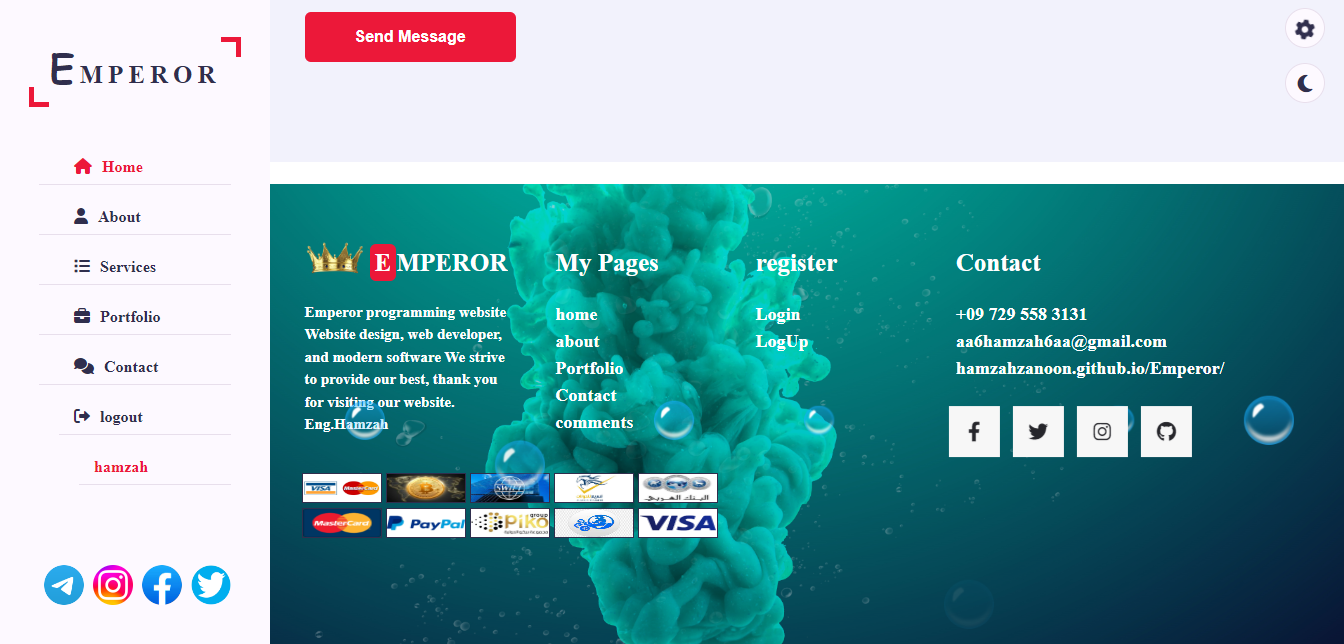 EMPEROR
Home
About
Services
Portfolio
Contact
logout
hamzah
Send Message
EMPEROR
Emperor programming website
Website design, web developer,
and modern software We strive
to provide our best, thank you
for visiting our website.
Eng.Hamzah
My Pages
home
about
Portfolio
Contact
comments
register
Login
LogUp
Contact
+09 729 558 3131
aa6hamzah6aa@gmail.com
hamzahzanoon.github.io/Emperor/
VISA MasterCard
SWIFT
البنك العربي
MasterCard
PayPal
group
PIKO
VISA